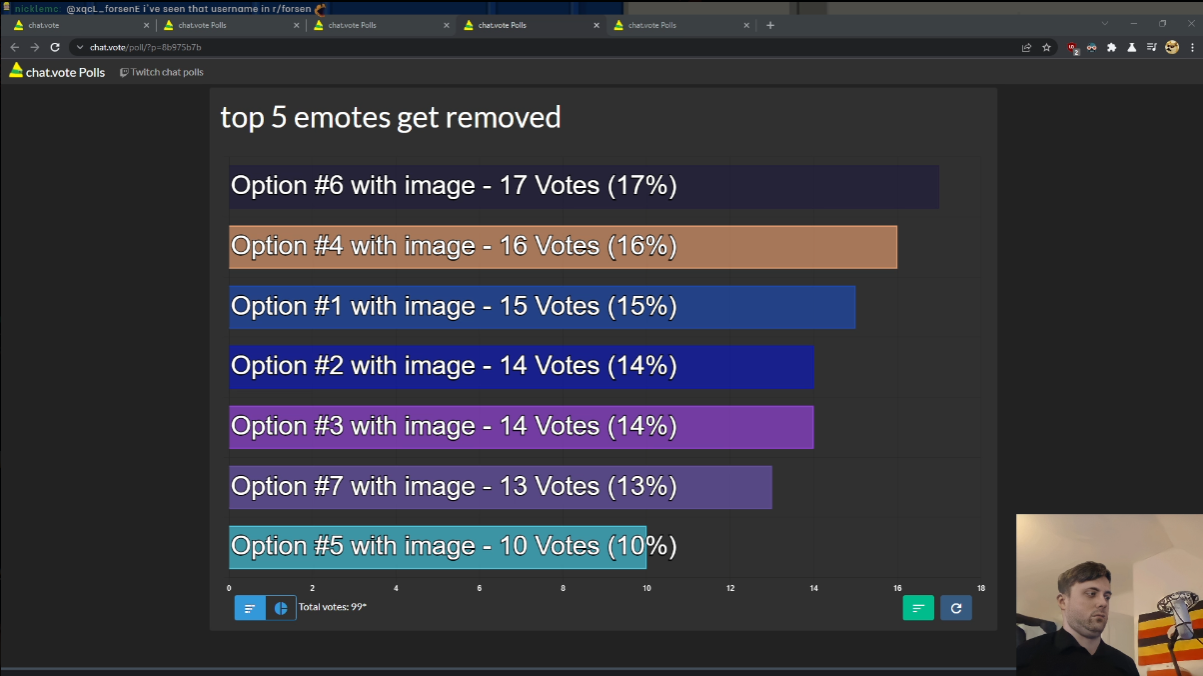 nicklemc: @xqcL_forsenE i've seen that username in r/forsen
chat.vote
chat.vote Polls
chat.vote Polls
chat.vote Polls
chat.vote Polls
chat.vote/poll/?p=8b975b7b
2
chat.vote Polls
Twitch chat polls
top 5 emotes get removed
Option #6 with image - 17 Votes (17%)
Option #4 with image - 16 Votes (16%)
Option #1 with image - 15 Votes (15%)
Option #2 with image - 14 Votes (14%)
Option #3 with image - 14 Votes (14%)
Option #7 with image - 13 Votes (13%)
Option #5 with image - 10 Votes (10%)
0 2 4 6 8 10 12 14 16 18
Total votes: 99*